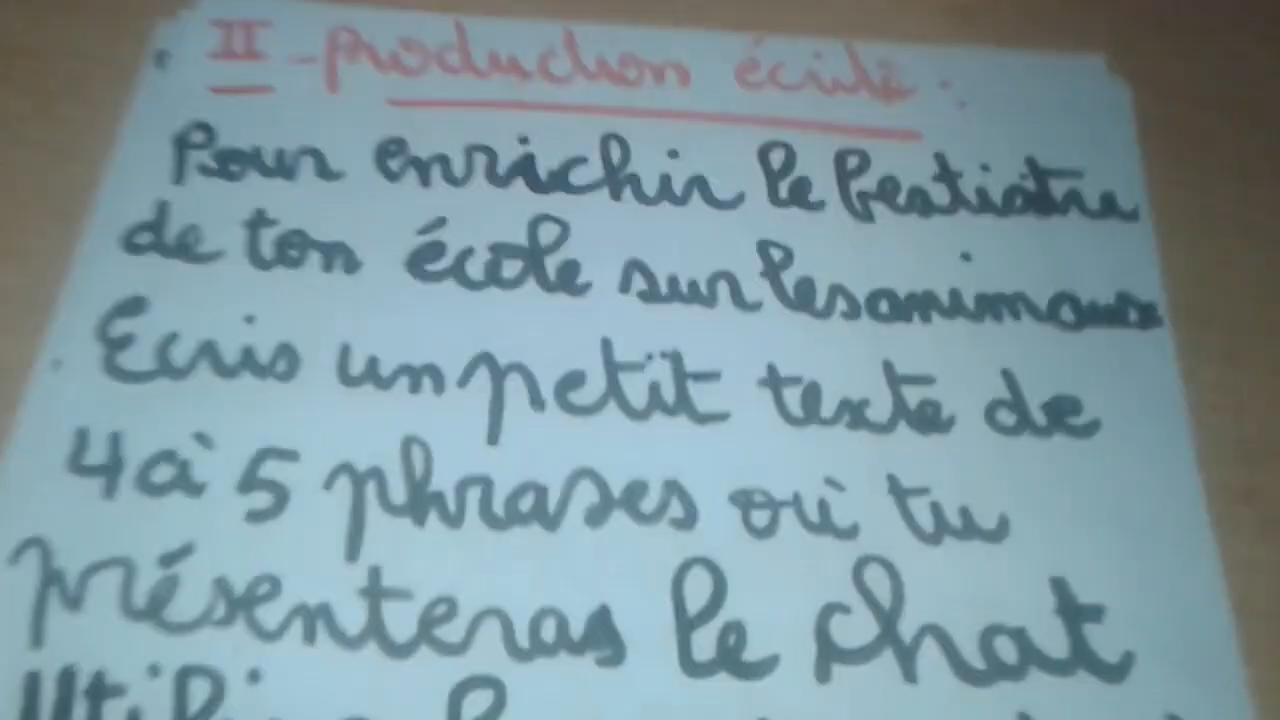 II - production écrite :
Pour enrichir le bestiaire
de ton école sur les animaux
Ecris un petit texte de
4 à 5 phrases où tu
présenteras le chat